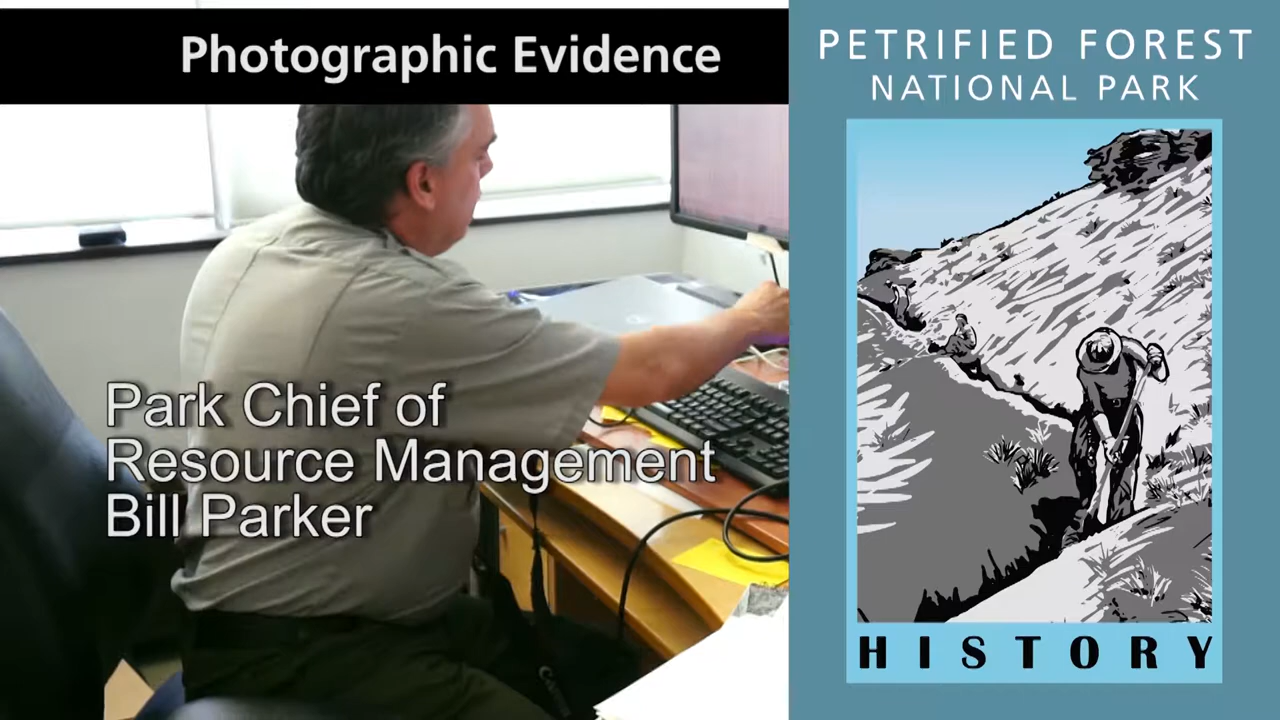 Photographic Evidence
Park Chief of
Resource Management
Bill Parker
PETRIFIED FOREST
NATIONAL PARK
HISTORY